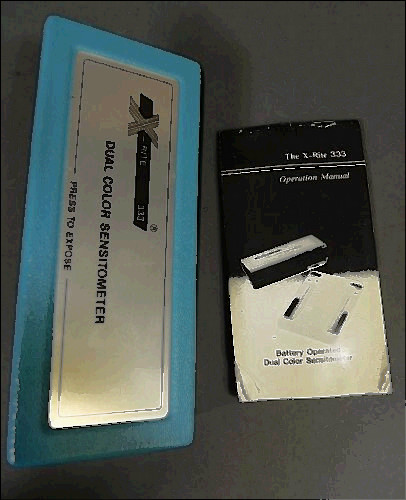 X-RITE 333®
DUAL COLOR SENSITOMETER
PRESS TO EXPOSE
The X-Rite 333
Operation Manual
Battery Operated
Dual Color Sensitometer